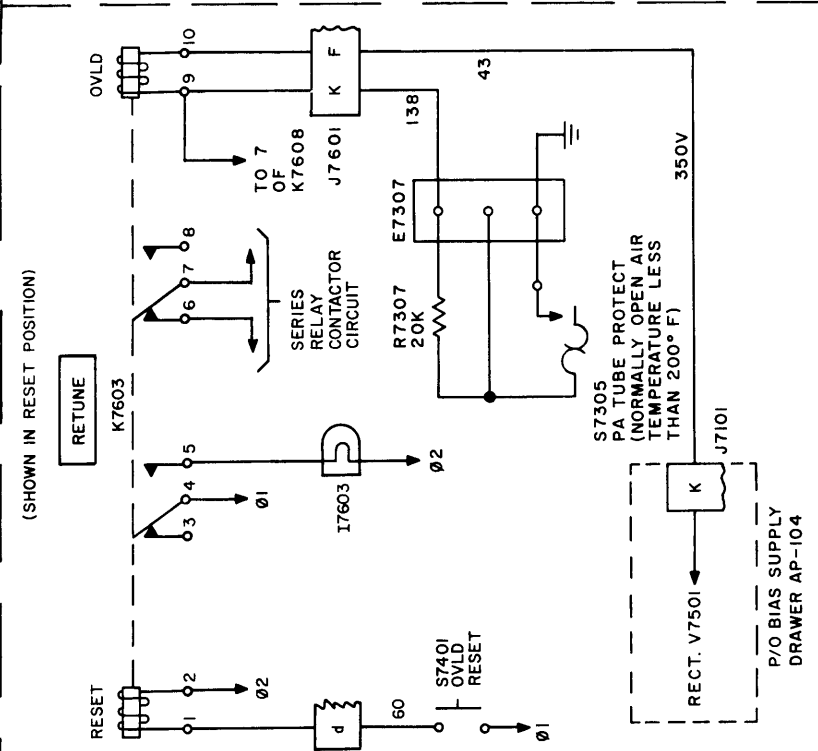 (SHOWN IN RESET POSITION)
RETUNE
K7603
OVLD
10
9
TO 7
OF
K7608
J7601
F
K
43
138
350V
8
7
6
SERIES
RELAY
CONTACTOR
CIRCUIT
E7307
R7307
20K
S7305
PA TUBE PROTECT
(NORMALLY OPEN AIR
TEMPERATURE LESS
THAN 200° F)
5
4
3
Ø1
I7603
Ø2
RESET
2
1
Ø2
d
60
S7401
OVLD
RESET
Ø1
K
J7101
RECT. V7501
P/O BIAS SUPPLY
DRAWER AP-104